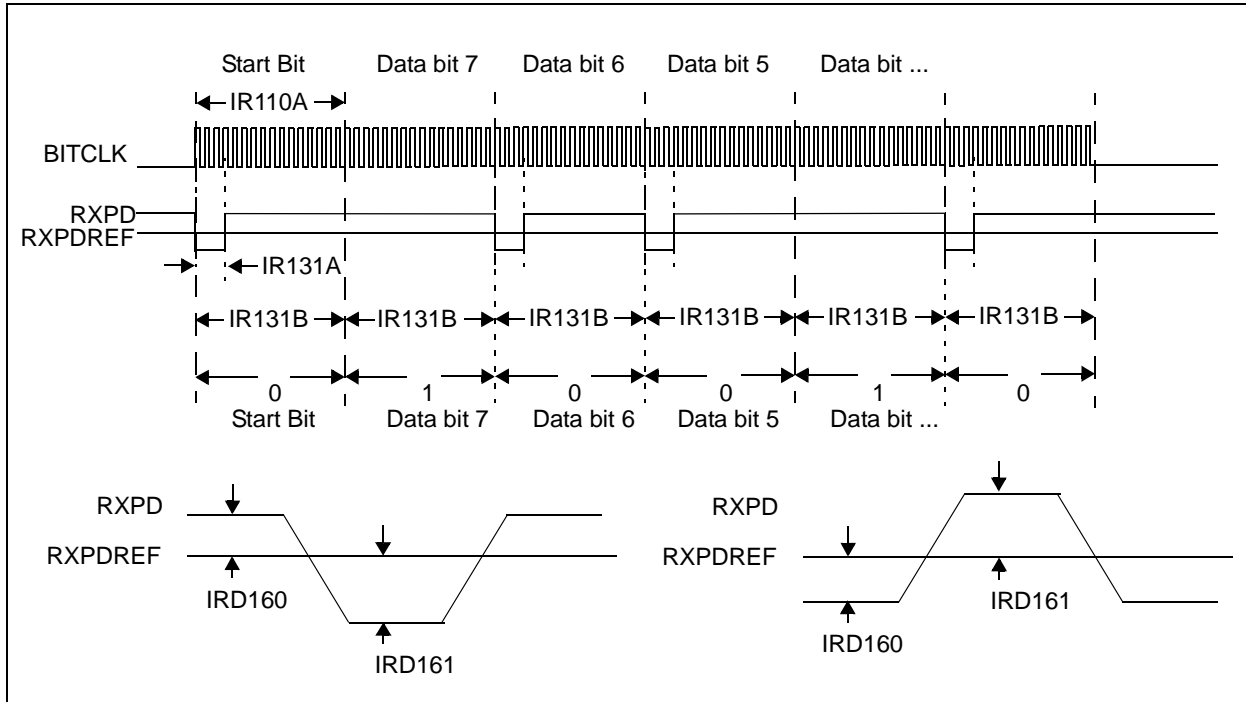 Start Bit Data bit 7 Data bit 6 Data bit 5 Data bit ...
IR110A
BITCLK
RXPD
RXPDREF
IR131A
IR131B IR131B IR131B IR131B IR131B IR131B
0 1 0 0 1 0
Start Bit Data bit 7 Data bit 6 Data bit 5 Data bit ...
RXPD
RXPDREF
IRD160
IRD161
RXPD
RXPDREF
IRD161
IRD160